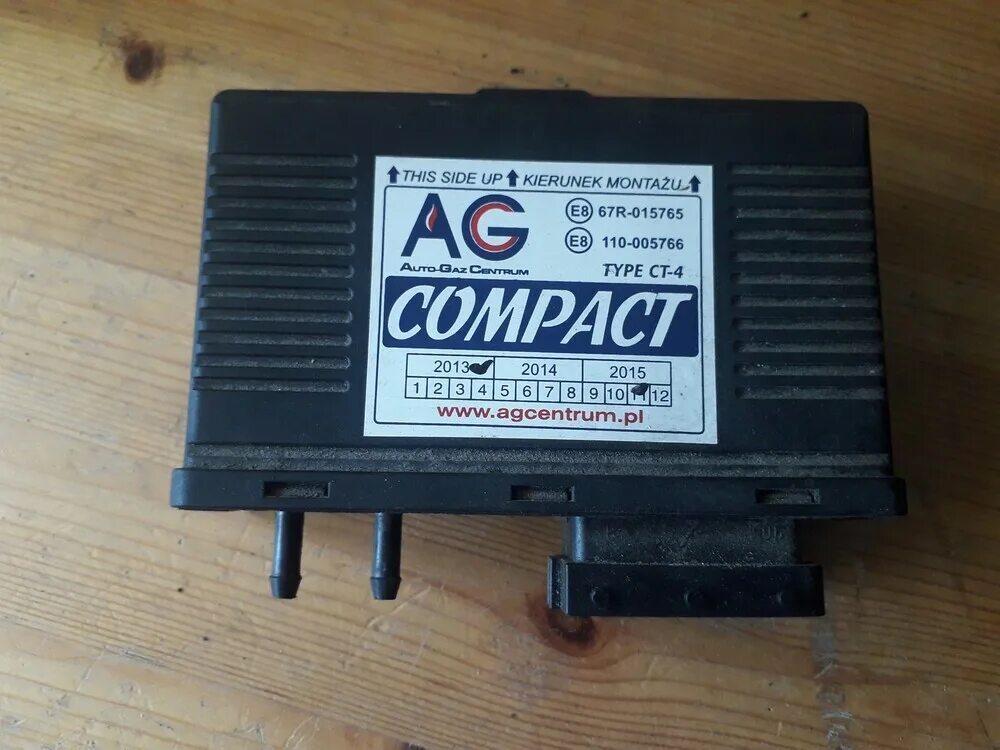 THIS SIDE UP KIERUNEK MONTAŻU
AG
AUTO-GAZ CENTRUM
E8 67R-015765
E8 110-005766
TYPE CT-4
COMPACT
2013 2014 2015
1 2 3 4 5 6 7 8 9 10 11 12
www.agcentrum.pl